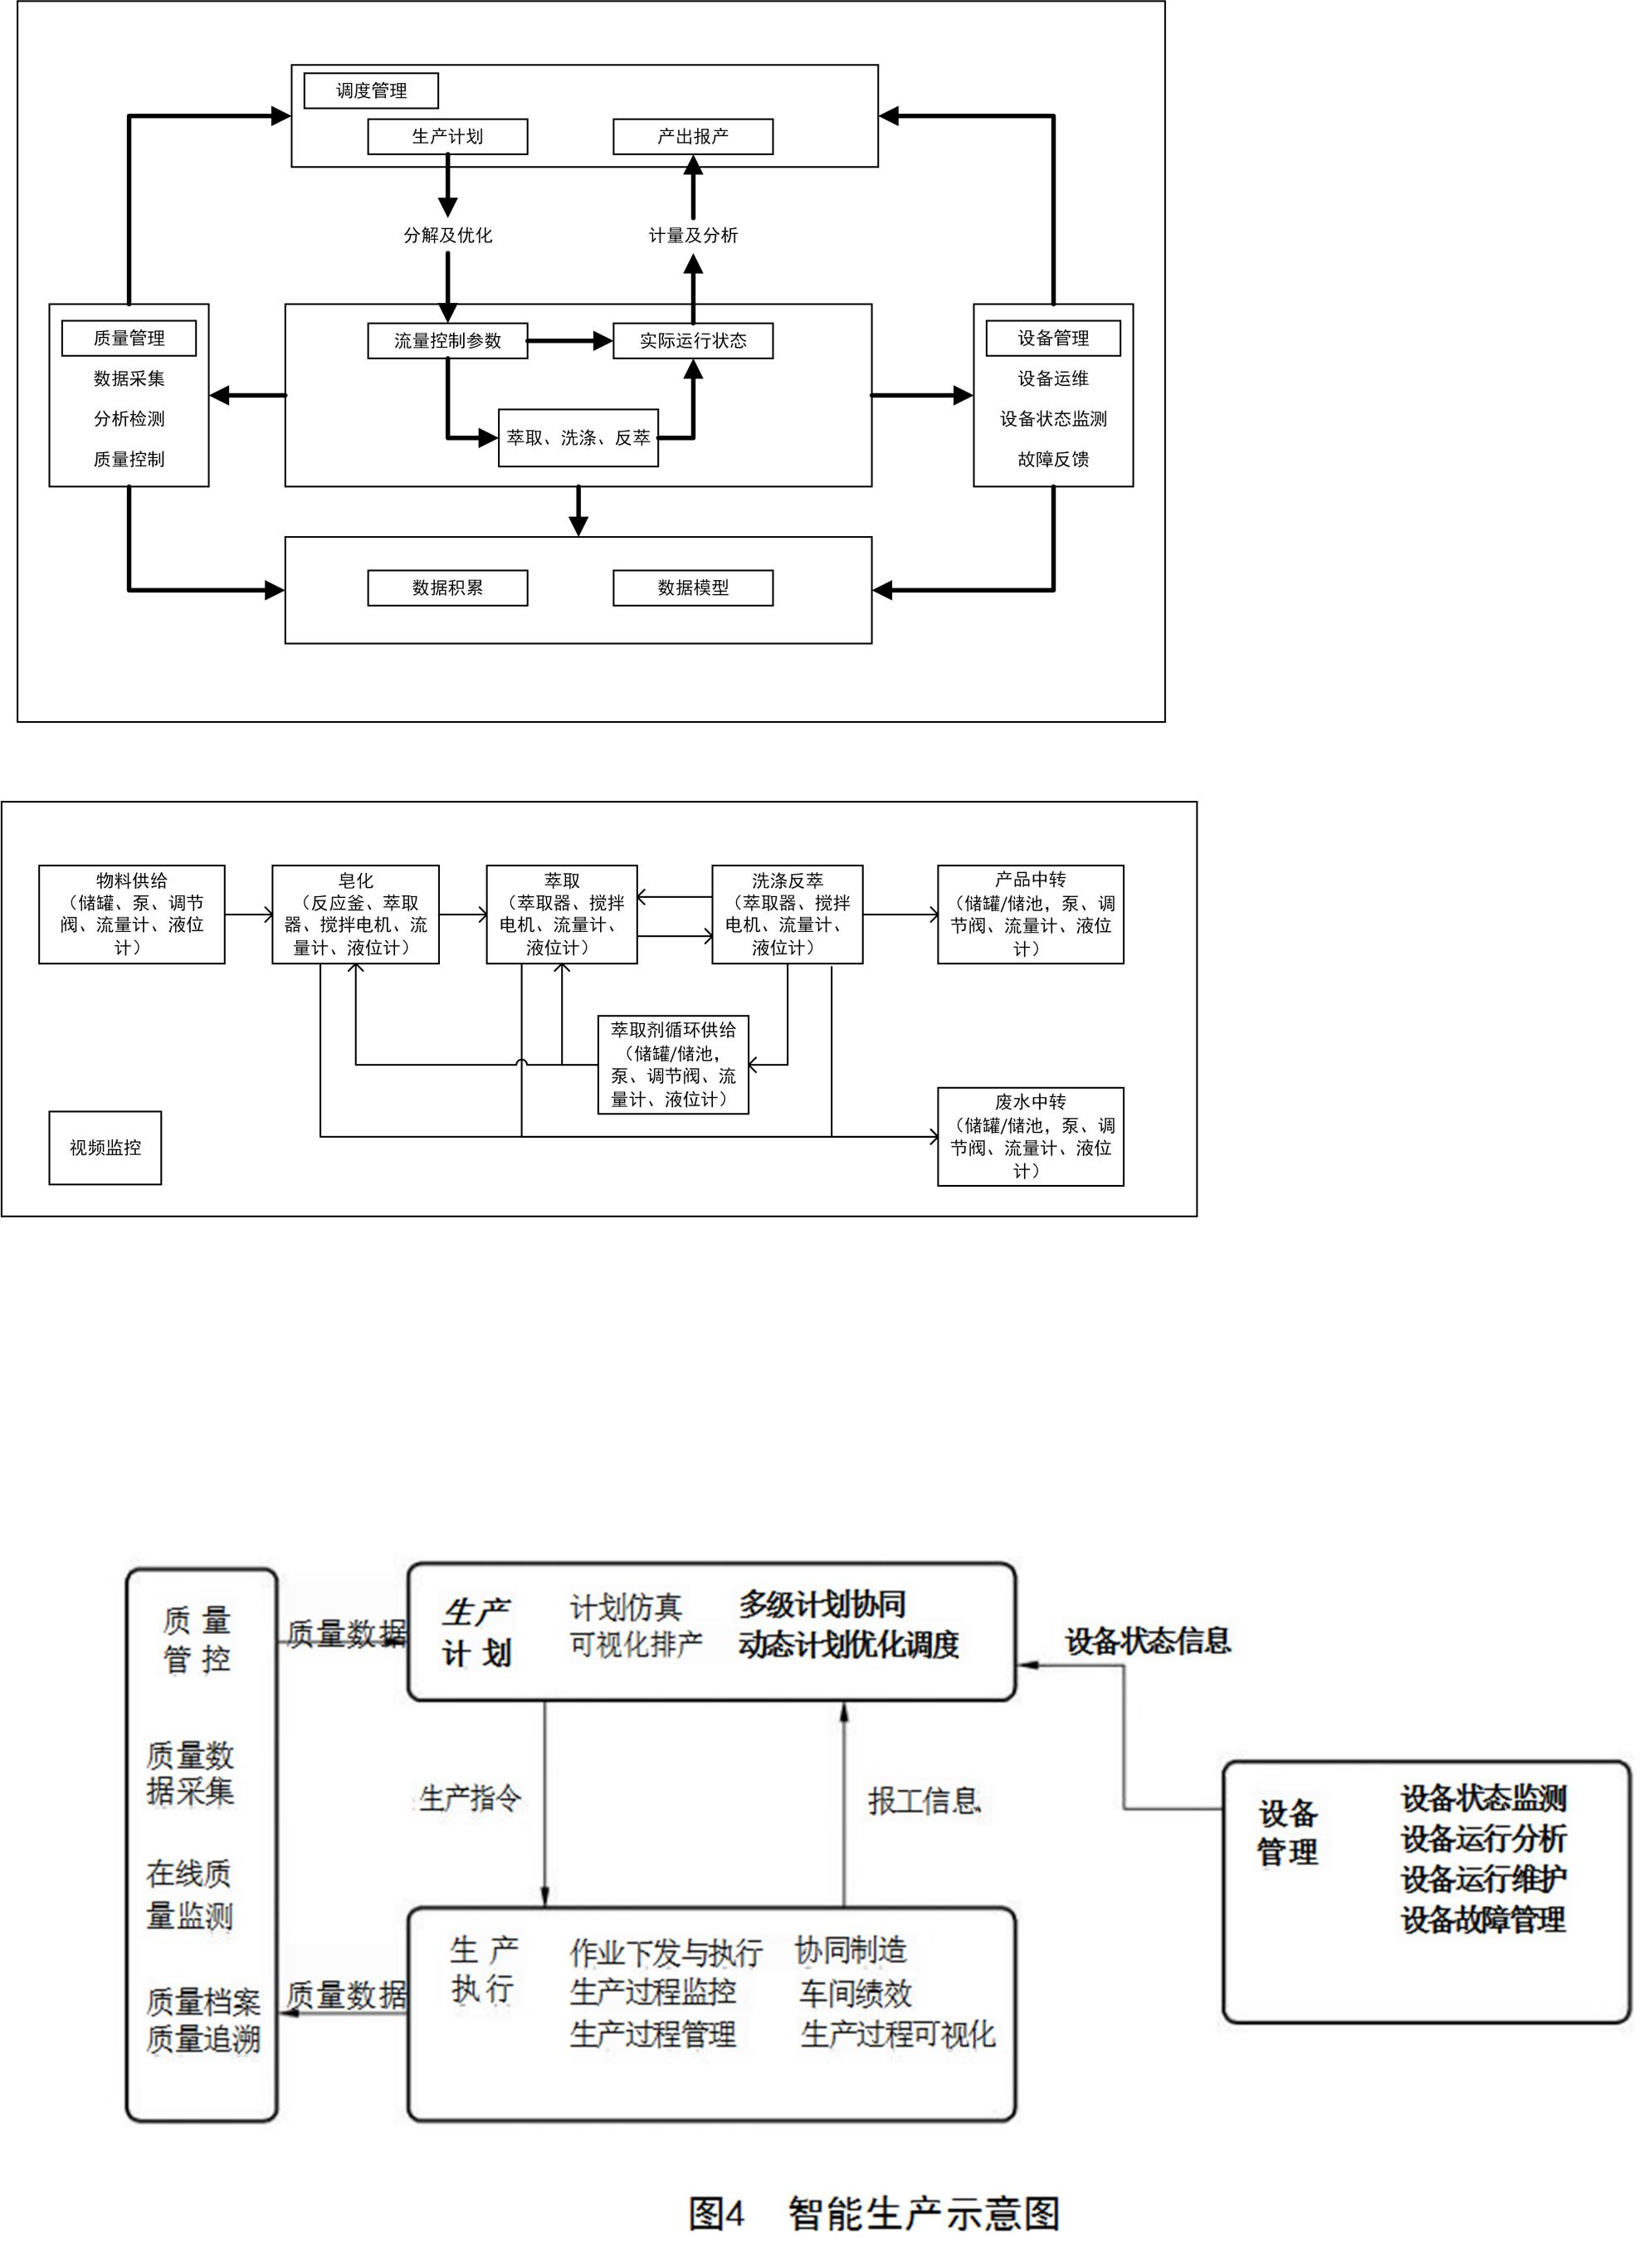 调度管理
生产计划
产出报产
分解及优化
计量及分析
质量管理
数据采集
分析检测
质量控制
流量控制参数
实际运行状态
萃取、洗涤、反萃
设备管理
设备运维
设备状态监测
故障反馈
数据积累
数据模型
物料供给
（储罐、泵、调节
阀、流量计、液位
计）
皂化
（反应釜、萃取
器、搅拌电机、流
量计、液位计）
萃取
（萃取器、搅拌
电机、流量计、
液位计）
洗涤反萃
（萃取器、搅拌
电机、流量计、
液位计）
产品中转
（储罐/储池，泵、调
节阀、流量计、液位
计）
萃取剂循环供给
（储罐/储池，
泵、调节阀、流
量计、液位计）
废水中转
（储罐/储池，泵、调
节阀、流量计、液位
计）
视频监控
质量
管控
质量数
据采集
在线质
量监测
质量档案
质量追溯
质量数据
生产
计划
计划仿真
可视化排产
多级计划协同
动态计划优化调度
设备状态信息
生产指令
报工信息
设备
管理
设备状态监测
设备运行分析
设备运行维护
设备故障管理
质量数据
生产
执行
作业下发与执行
生产过程监控
生产过程管理
协同制造
车间绩效
生产过程可视化
图4 智能生产示意图